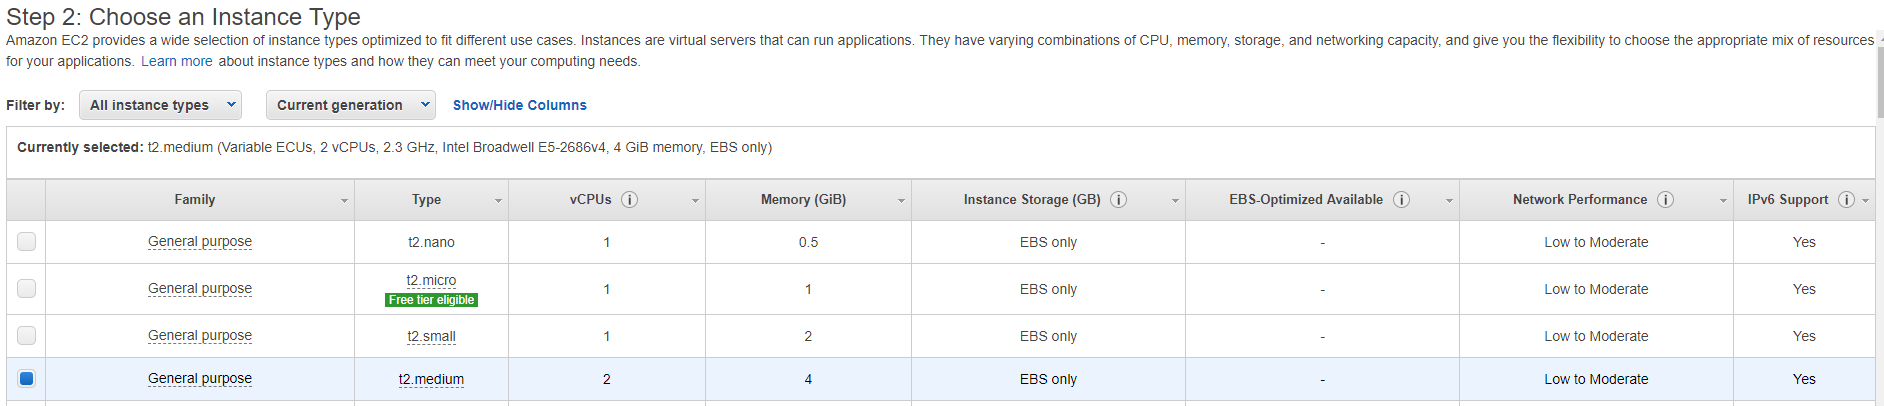 Step 2: Choose an Instance Type
Amazon EC2 provides a wide selection of instance types optimized to fit different use cases. Instances are virtual servers that can run applications. They have varying combinations of CPU, memory, storage, and networking capacity, and give you the flexibility to choose the appropriate mix of resources
for your applications. Learn more about instance types and how they can meet your computing needs.
Filter by: All instance types Current generation Show/Hide Columns
Currently selected: t2.medium (Variable ECUs, 2 vCPUs, 2.3 GHz, Intel Broadwell E5-2686v4, 4 GiB memory, EBS only)
Family Type vCPUs Memory (GiB) Instance Storage (GB) EBS-Optimized Available Network Performance IPv6 Support
General purpose t2.nano 1 0.5 EBS only - Low to Moderate Yes
General purpose t2.micro 1 1 EBS only - Low to Moderate Yes
Free tier eligible
General purpose t2.small 1 2 EBS only - Low to Moderate Yes
General purpose t2.medium 2 4 EBS only - Low to Moderate Yes